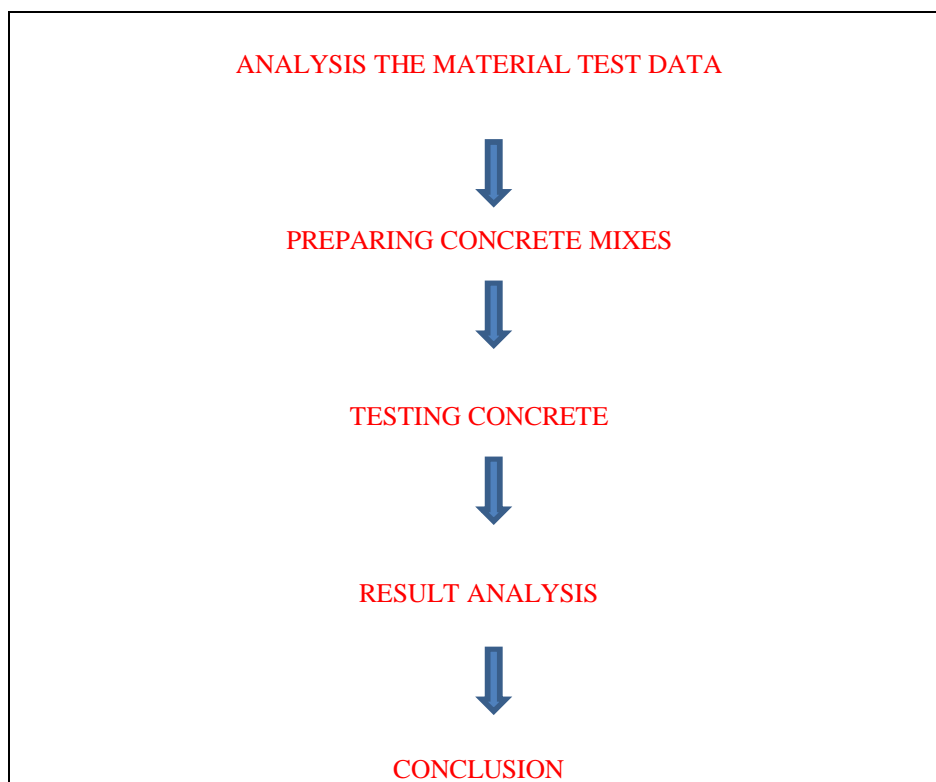 ANALYSIS THE MATERIAL TEST DATA
PREPARING CONCRETE MIXES
TESTING CONCRETE
RESULT ANALYSIS
CONCLUSION